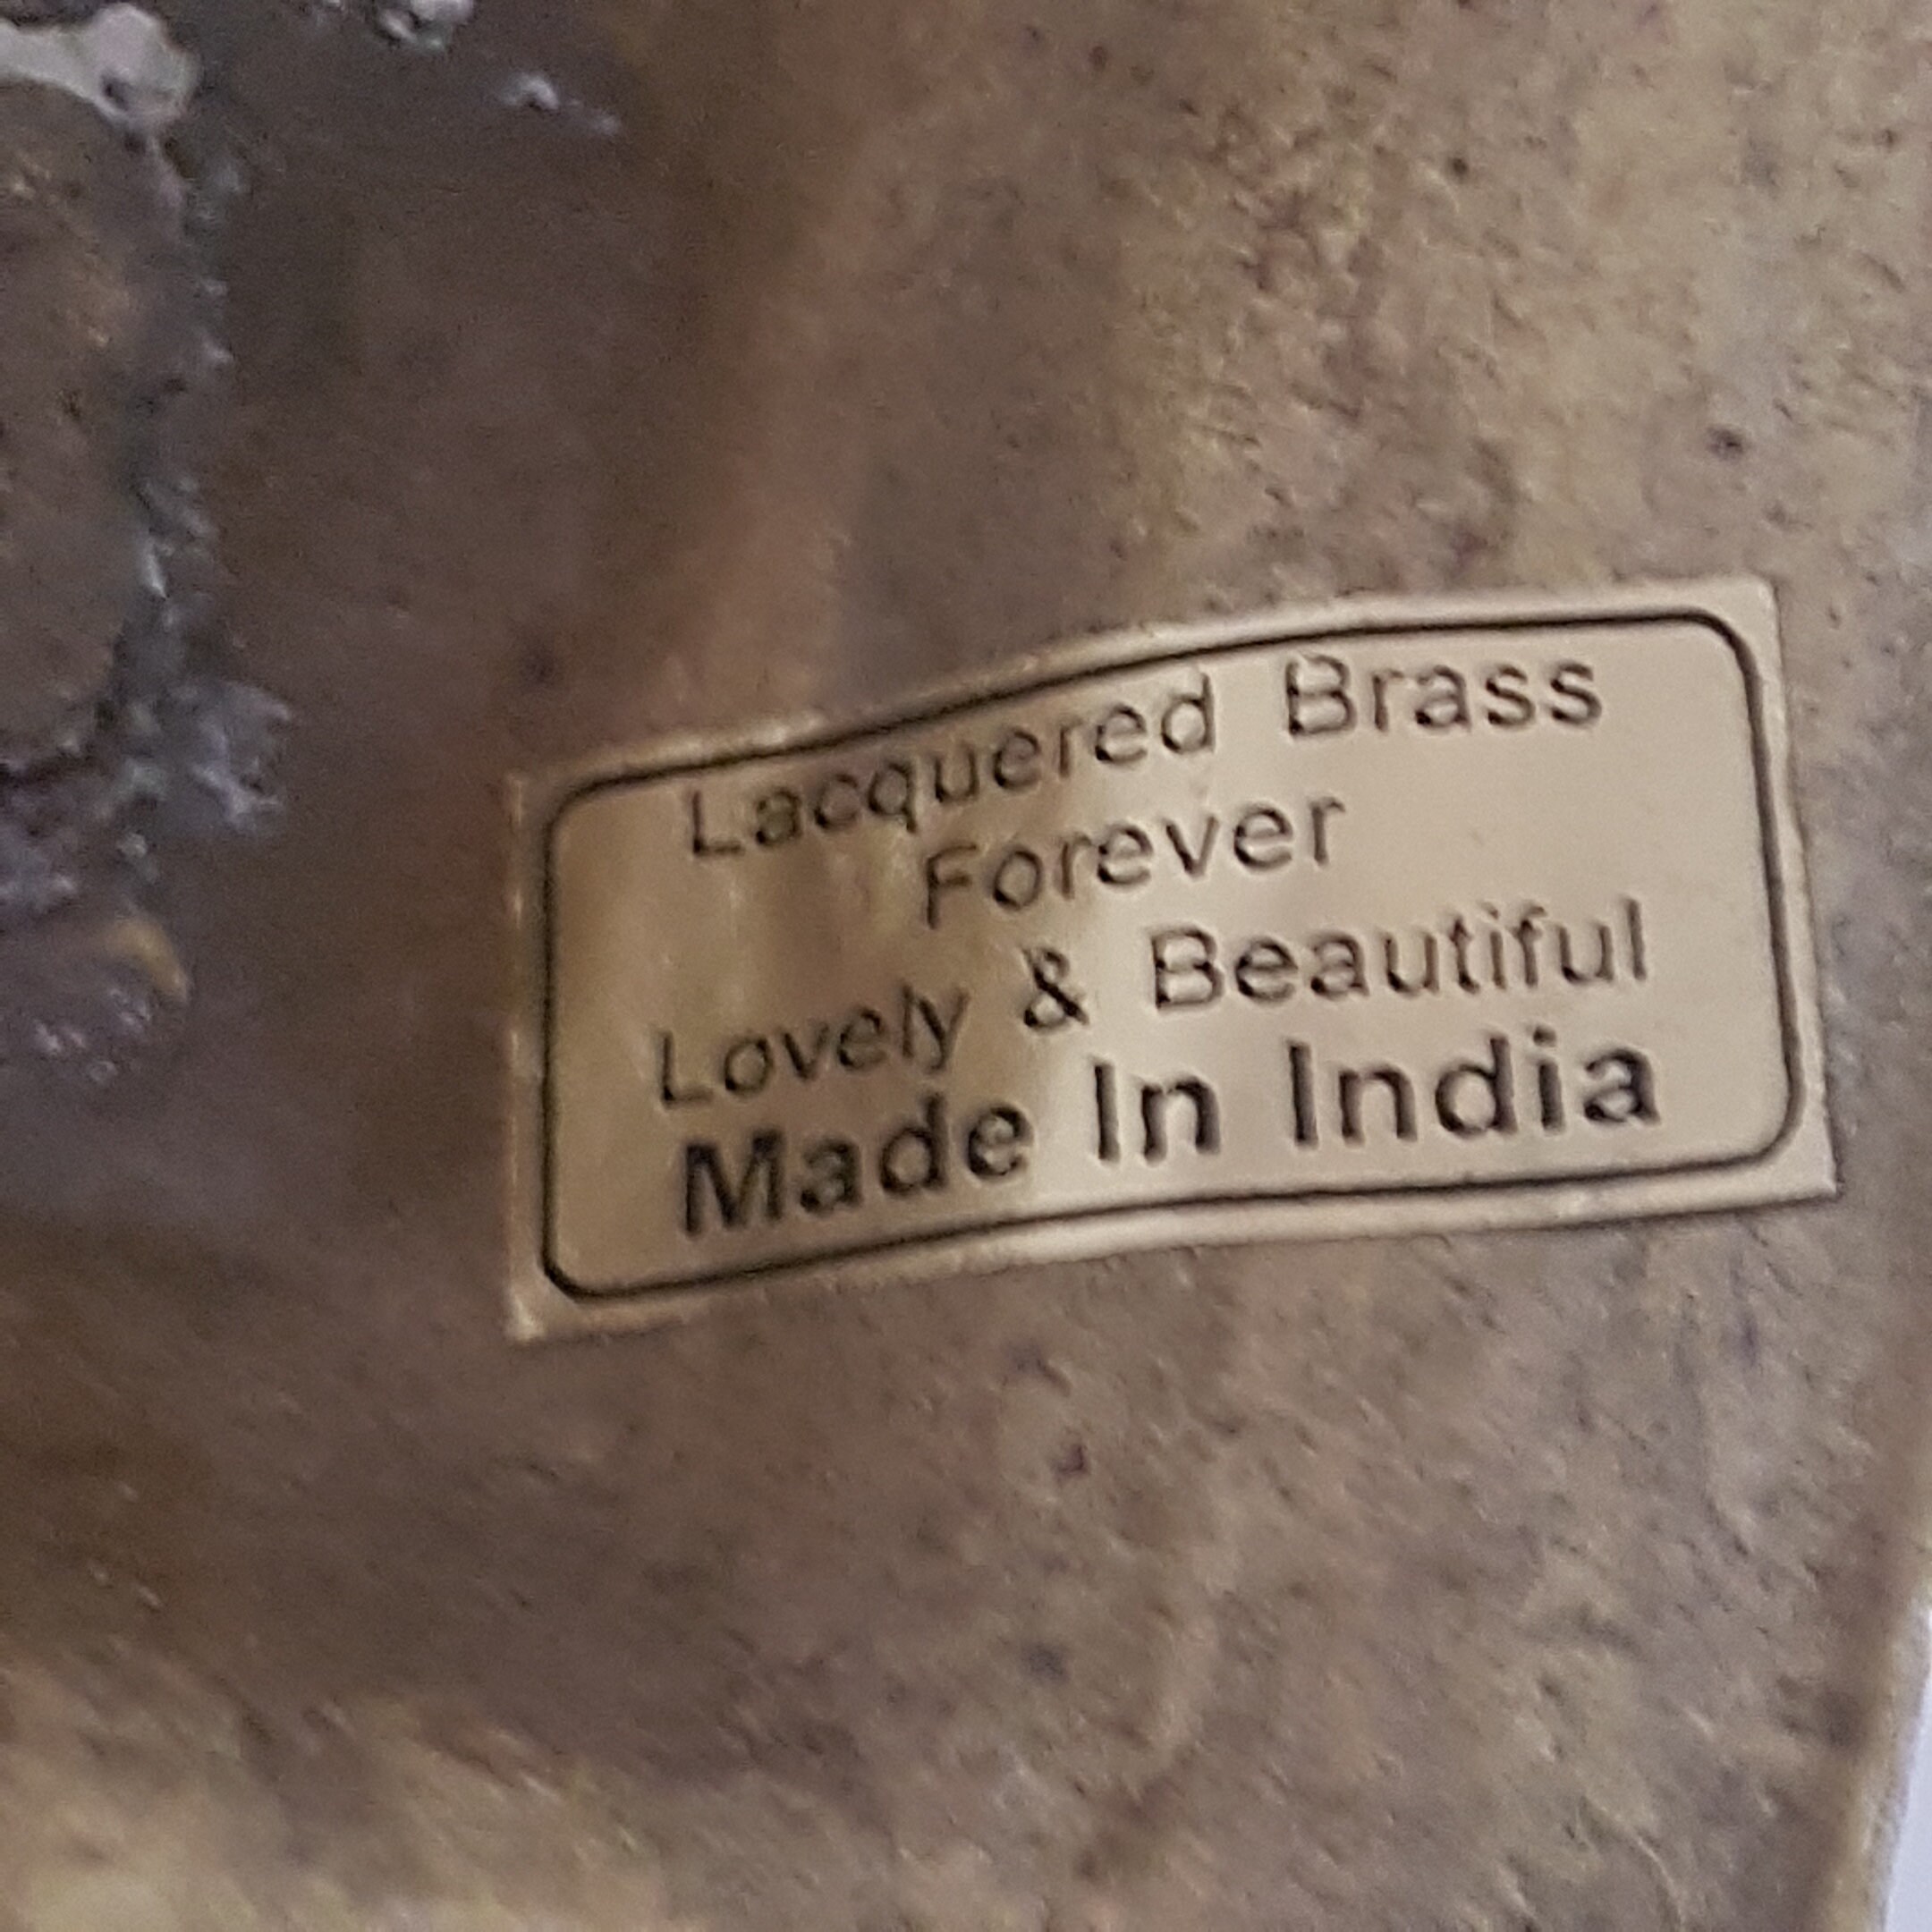 Lacquered Brass
Forever
Lovely & Beautiful
Made In India